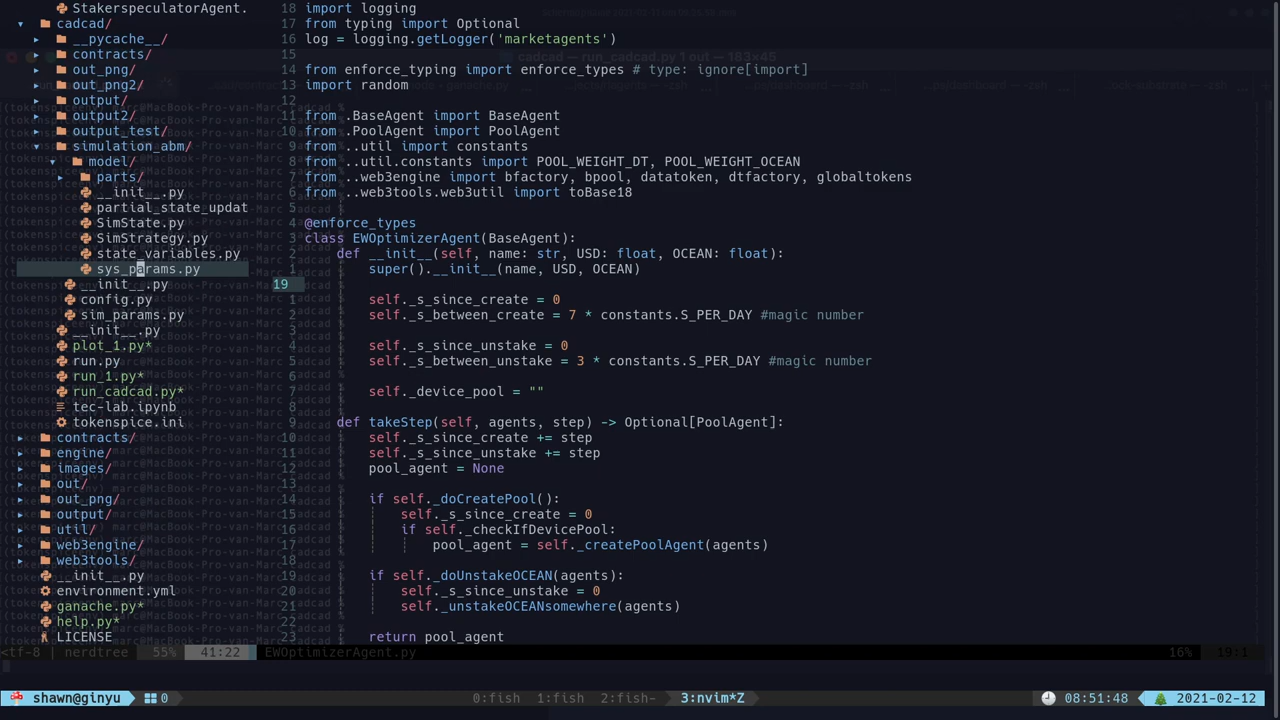 StakerspeculatorAgent.
cadcad/
__pycache__/
contracts/
out_png/
out_png2/
output/
output2/
output_test/
simulation_abm/
model/
parts/
__init__.py
partial_state_updat
SimState.py
SimStrategy.py
state_variables.py
sys_params.py
__init__.py
config.py
sim_params.py
__init__.py
plot_1.py*
run.py
run_1.py*
run_cadcad.py*
tec-lab.ipynb
tokenspice.ini
contracts/
engine/
images/
out/
out_png/
output/
util/
web3engine/
web3tools/
__init__.py
environment.yml
ganache.py*
help.py*
LICENSE
18 import logging
17 from typing import Optional
16 log = logging.getLogger('marketagents')
15
14 from enforce_typing import enforce_types # type: ignore[import]
13 import random
12
11 from .BaseAgent import BaseAgent
10 from .PoolAgent import PoolAgent
9 from ..util import constants
8 from ..util.constants import POOL_WEIGHT_DT, POOL_WEIGHT_OCEAN
7 from ..web3engine import bfactory, bpool, datatoken, dtfactory, globaltokens
6 from ..web3tools.web3util import toBase18
5
4 @enforce_types
3 class EWOptimizerAgent(BaseAgent):
2 def __init__(self, name: str, USD: float, OCEAN: float):
1 super().__init__(name, USD, OCEAN)
19
1 self._s_since_create = 0
2 self._s_between_create = 7 * constants.S_PER_DAY #magic number
3
4 self._s_since_unstake = 0
5 self._s_between_unstake = 3 * constants.S_PER_DAY #magic number
6
7 self._device_pool = ""
8
9 def takeStep(self, agents, step) -> Optional[PoolAgent]:
10 self._s_since_create += step
11 self._s_since_unstake += step
12 pool_agent = None
13
14 if self._doCreatePool():
15 self._s_since_create = 0
16 if self._checkIfDevicePool:
17 pool_agent = self._createPoolAgent(agents)
18
19 if self._doUnstakeOCEAN(agents):
20 self._s_since_unstake = 0
21 self._unstakeOCEANsomewhere(agents)
22
23 return pool_agent
<tf-8 | nerdtree 55% 41:22 EWOptimizerAgent.py 16% 19:1
shawn@ginyu 0 0:fish 1:fish 2:fish- 3:nvim*Z 08:51:48 2021-02-12